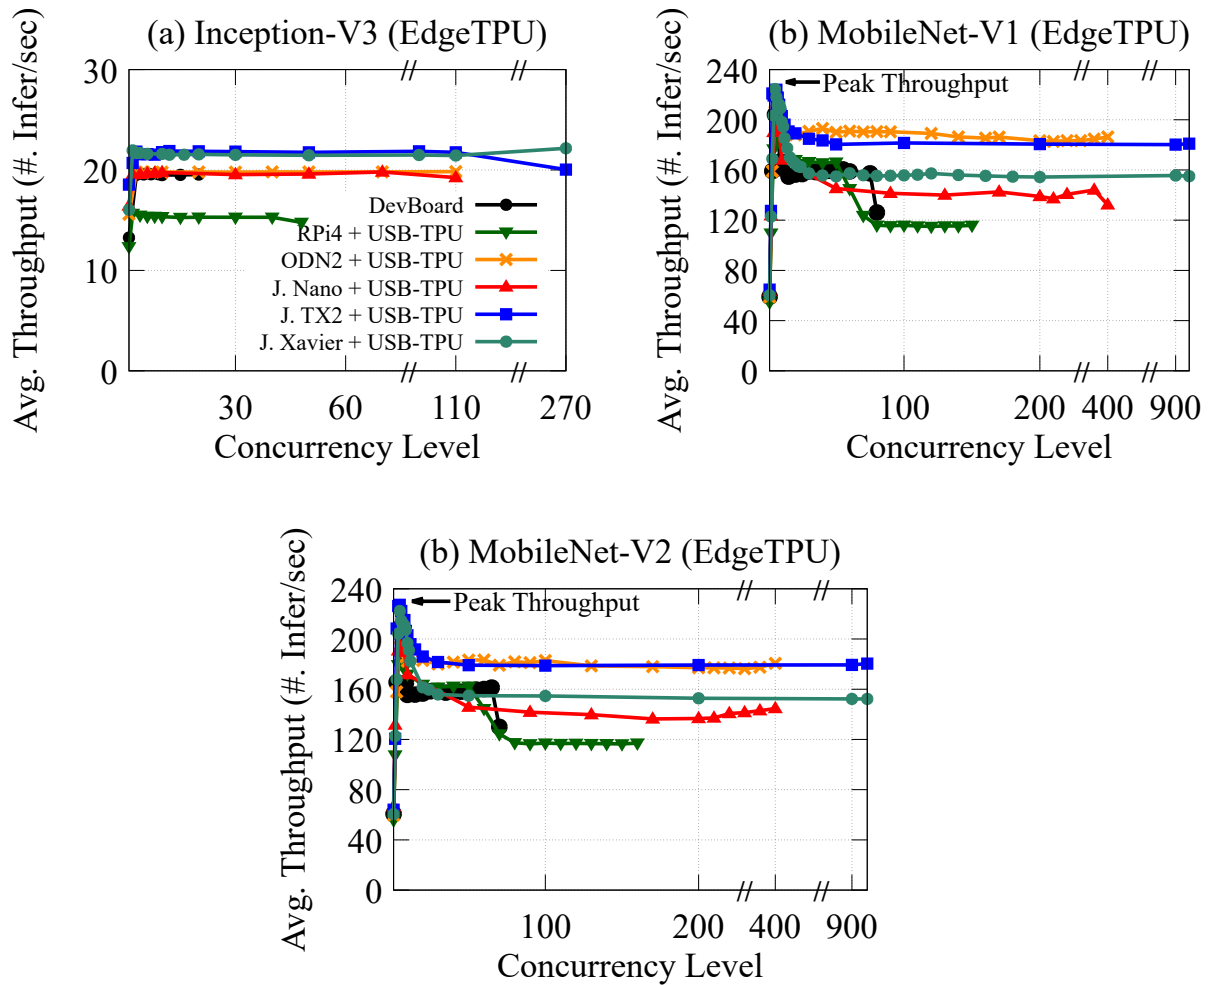 (a) Inception-V3 (EdgeTPU)
Avg. Throughput (#. Infer/sec)
30
20
10
0
//
//
DevBoard
RPi4 + USB-TPU
ODN2 + USB-TPU
J. Nano + USB-TPU
J. TX2 + USB-TPU
J. Xavier + USB-TPU
//
//
30 60 110 270
Concurrency Level
(b) MobileNet-V1 (EdgeTPU)
Avg. Throughput (#. Infer/sec)
240
200
160
120
80
40
0
//
//
Peak Throughput
//
//
100 200 400 900
Concurrency Level
(b) MobileNet-V2 (EdgeTPU)
Avg. Throughput (#. Infer/sec)
240
200
160
120
80
40
0
//
//
Peak Throughput
//
//
100 200 400 900
Concurrency Level